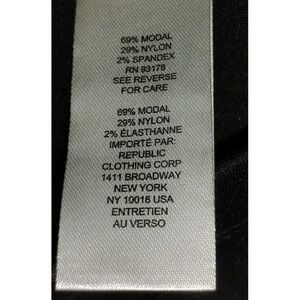 69% MODAL
29% NYLON
2% SPANDEX
RN 93178
SEE REVERSE
FOR CARE
69% MODAL
29% NYLON
2% ÉLASTHANNE
IMPORTÉ PAR:
REPUBLIC
CLOTHING CORP
1411 BROADWAY
NEW YORK
NY 10018 USA
ENTRETIEN
AU VERSO